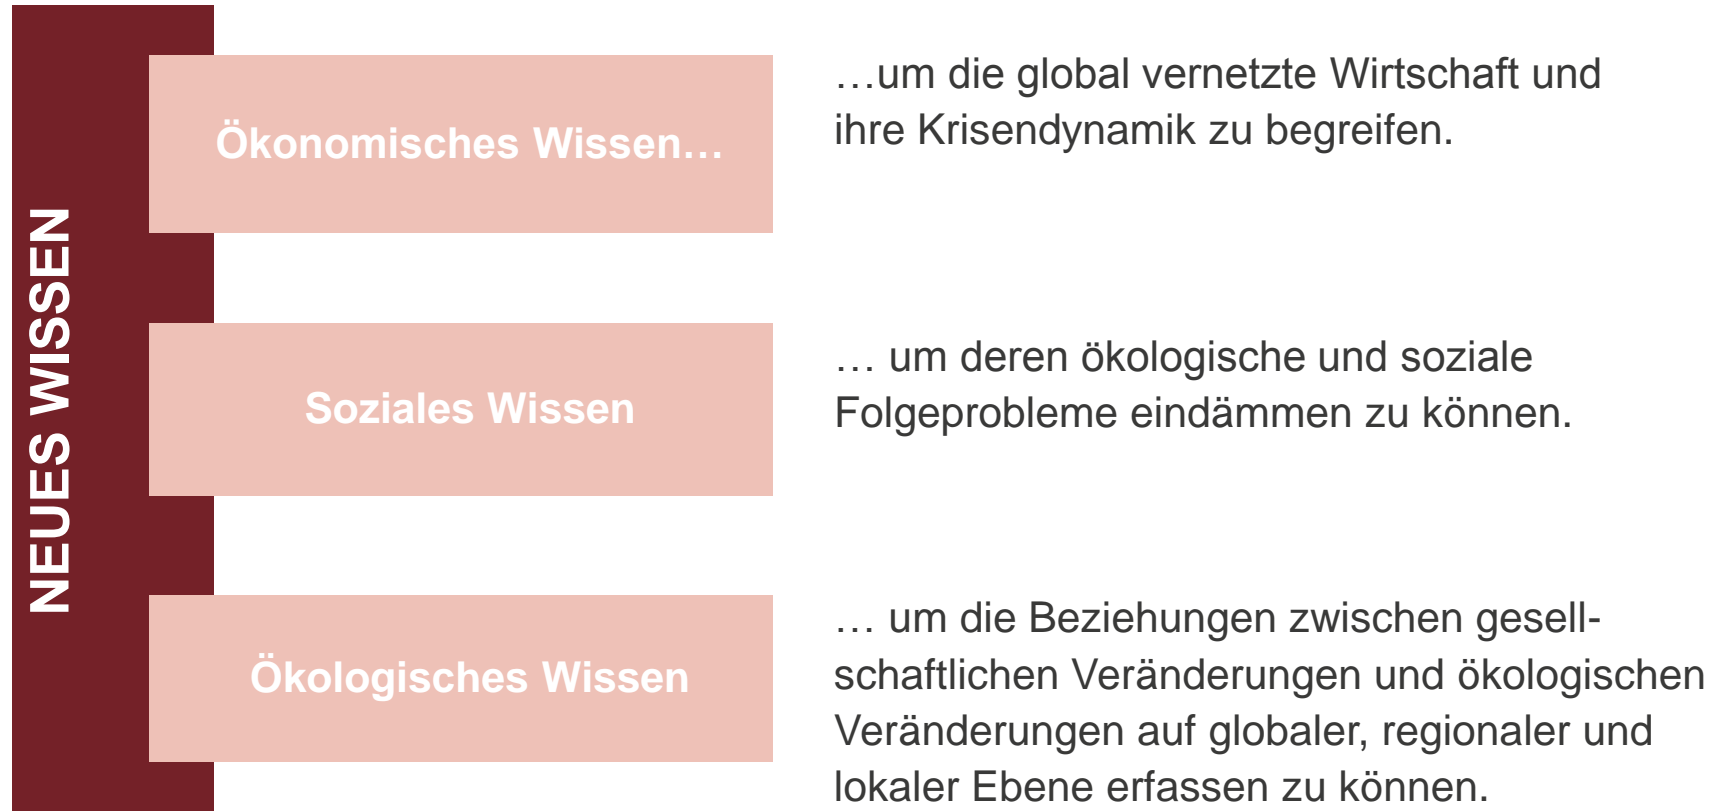 NEUES WISSEN
Ökonomisches Wissen…
…um die global vernetzte Wirtschaft und
ihre Krisendynamik zu begreifen.
Soziales Wissen
… um deren ökologische und soziale
Folgeprobleme eindämmen zu können.
Ökologisches Wissen
… um die Beziehungen zwischen gesell-
schaftlichen Veränderungen und ökologischen
Veränderungen auf globaler, regionaler und
lokaler Ebene erfassen zu können.